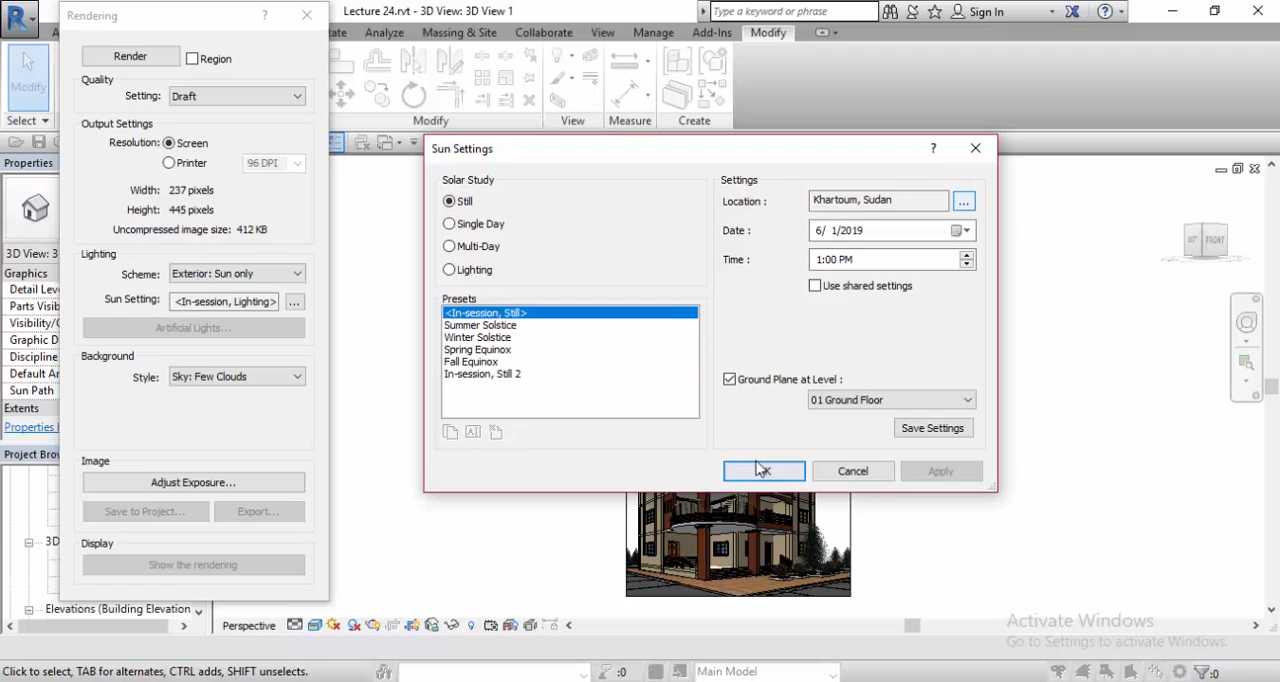 Rendering
Lecture 24.rvt - 3D View: 3D View 1
Type a keyword or phrase
Sign In
Analyze Massing & Site Collaborate View Manage Add-Ins Modify
Modify
Select
Modify
View
Measure
Create
Properties
3D View: 3
Graphics
Detail Leve
Parts Visibi
Visibility/
Graphic D
Discipline
Default An
Sun Path
Extents
Properties
Project Brow
3D
Elevations (Building Elevation
Render
Region
Quality
Setting: Draft
Output Settings
Resolution: Screen
Printer 96 DPI
Width: 237 pixels
Height: 445 pixels
Uncompressed image size: 412 KB
Lighting
Scheme: Exterior: Sun only
Sun Setting: <In-session, Lighting> ...
Artificial Lights...
Background
Style: Sky: Few Clouds
Image
Adjust Exposure...
Save to Project... Export...
Display
Show the rendering
Sun Settings
Solar Study
Still
Single Day
Multi-Day
Lighting
Presets
<In-session, Still>
Summer Solstice
Winter Solstice
Spring Equinox
Fall Equinox
In-session, Still 2
Settings
Location : Khartoum, Sudan ...
Date : 6/ 1/2019
Time : 1:00 PM
Use shared settings
Ground Plane at Level :
01 Ground Floor
Save Settings
Cancel Apply
LEFT FRONT
Perspective
Activate Windows
Go to Settings to activate Windows.
Click to select, TAB for alternates, CTRL adds, SHIFT unselects.
:0
Main Model
:0